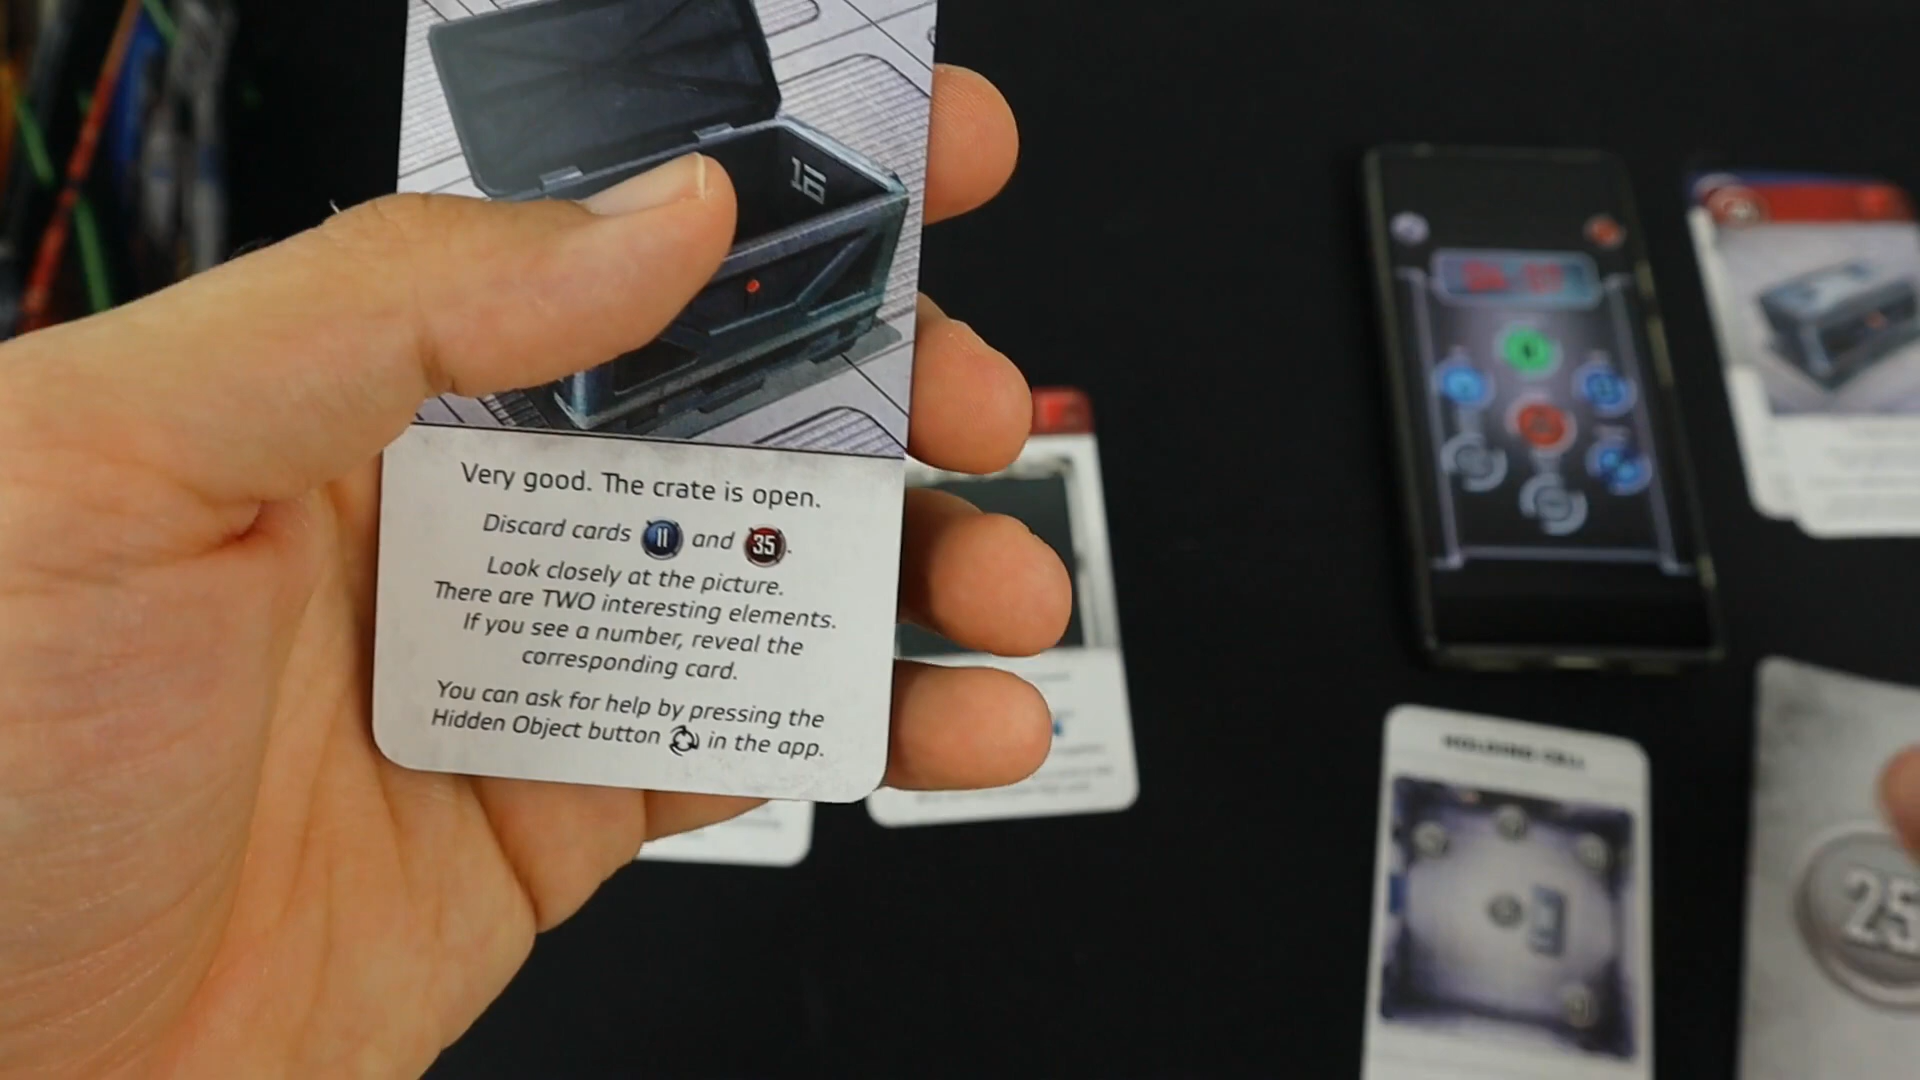 16
Very good. The crate is open.
Discard cards 11 and 35.
Look closely at the picture.
There are TWO interesting elements.
If you see a number, reveal the
corresponding card.
You can ask for help by pressing the
Hidden Object button in the app.
HOLDING CELL
25